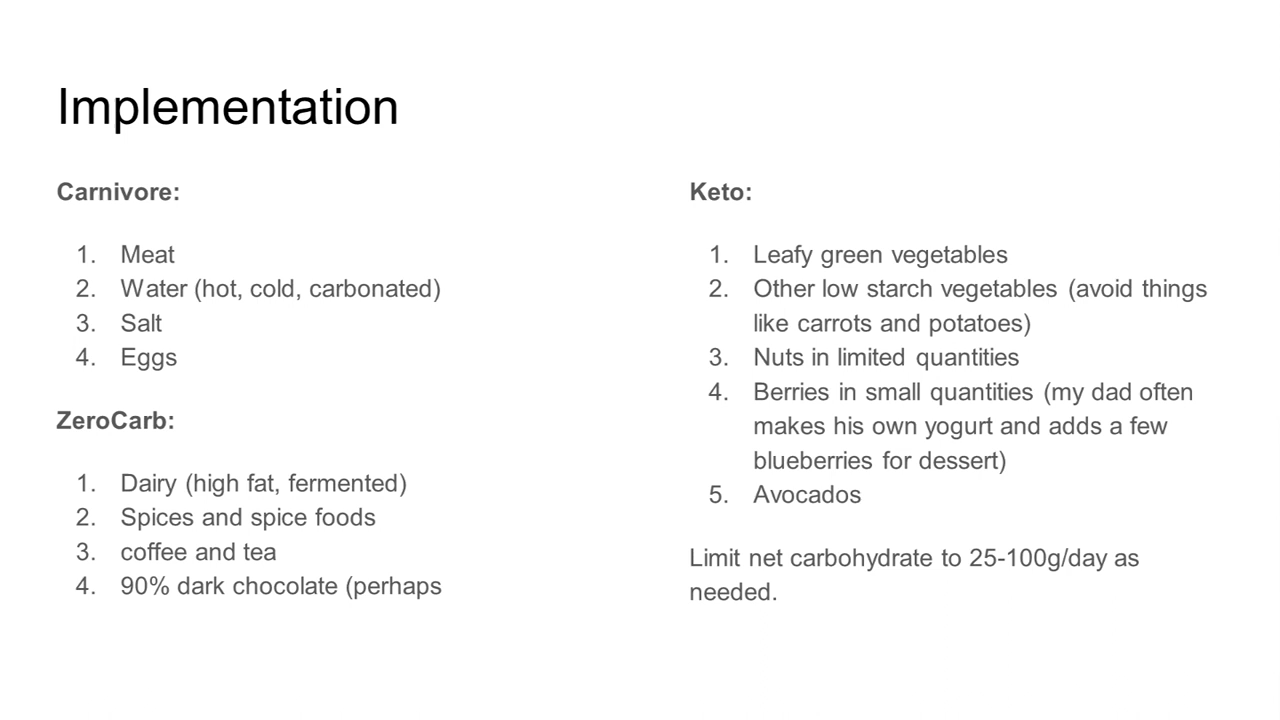 Implementation
Carnivore:
1. Meat
2. Water (hot, cold, carbonated)
3. Salt
4. Eggs
ZeroCarb:
1. Dairy (high fat, fermented)
2. Spices and spice foods
3. coffee and tea
4. 90% dark chocolate (perhaps
Keto:
1. Leafy green vegetables
2. Other low starch vegetables (avoid things
like carrots and potatoes)
3. Nuts in limited quantities
4. Berries in small quantities (my dad often
makes his own yogurt and adds a few
blueberries for dessert)
5. Avocados
Limit net carbohydrate to 25-100g/day as
needed.